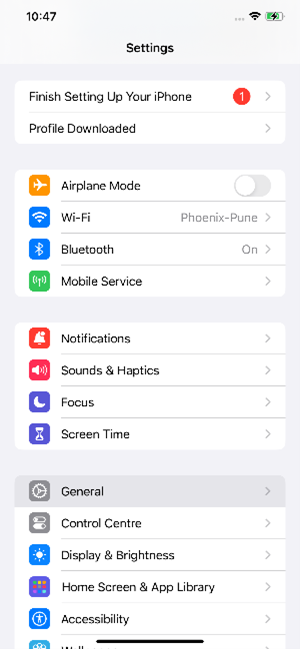 10:47
Settings
Finish Setting Up Your iPhone 1
Profile Downloaded
Airplane Mode
Wi-Fi Phoenix-Pune
Bluetooth On
Mobile Service
Notifications
Sounds & Haptics
Focus
Screen Time
General
Control Centre
Display & Brightness
Home Screen & App Library
Accessibility